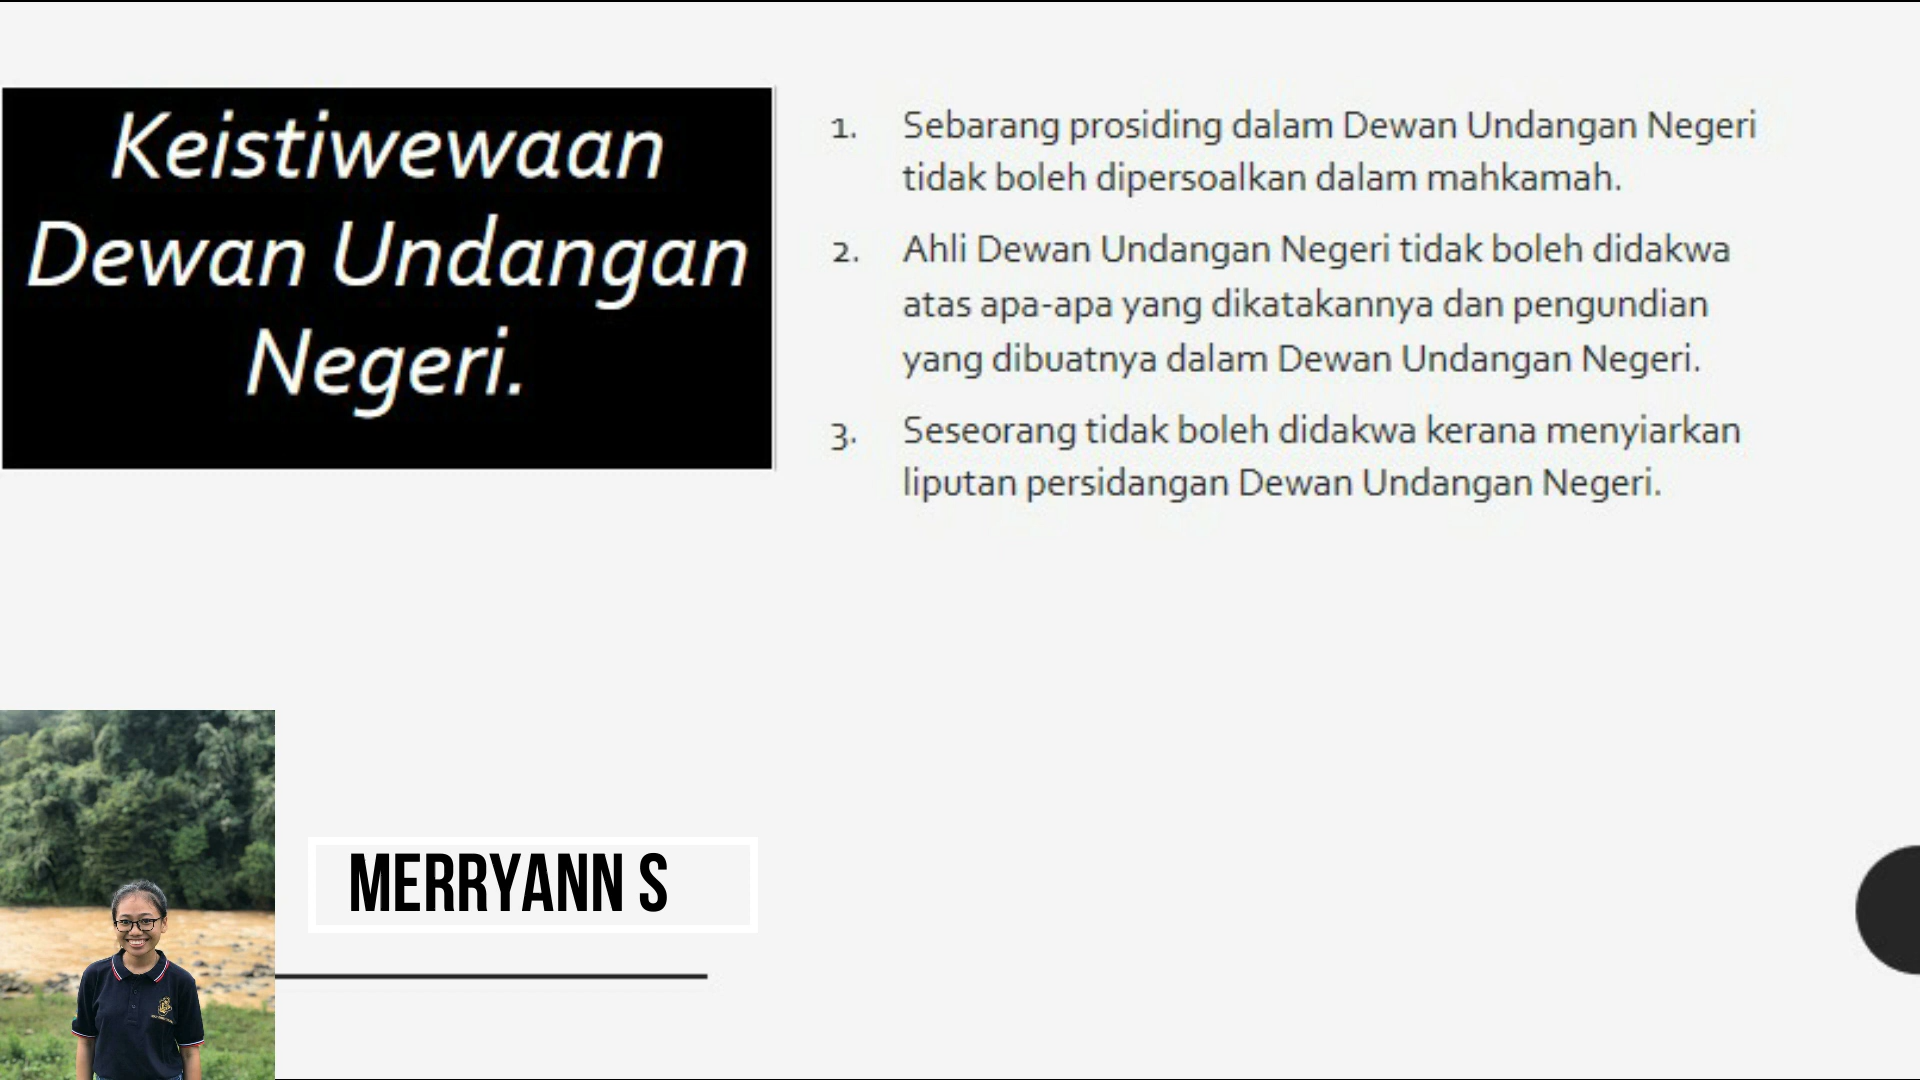 Keistiwewaan
Dewan Undangan
Negeri.
1. Sebarang prosiding dalam Dewan Undangan Negeri
tidak boleh dipersoalkan dalam mahkamah.
2. Ahli Dewan Undangan Negeri tidak boleh didakwa
atas apa-apa yang dikatakannya dan pengundian
yang dibuatnya dalam Dewan Undangan Negeri.
3. Seseorang tidak boleh didakwa kerana menyiarkan
liputan persidangan Dewan Undangan Negeri.
MERRYANN S